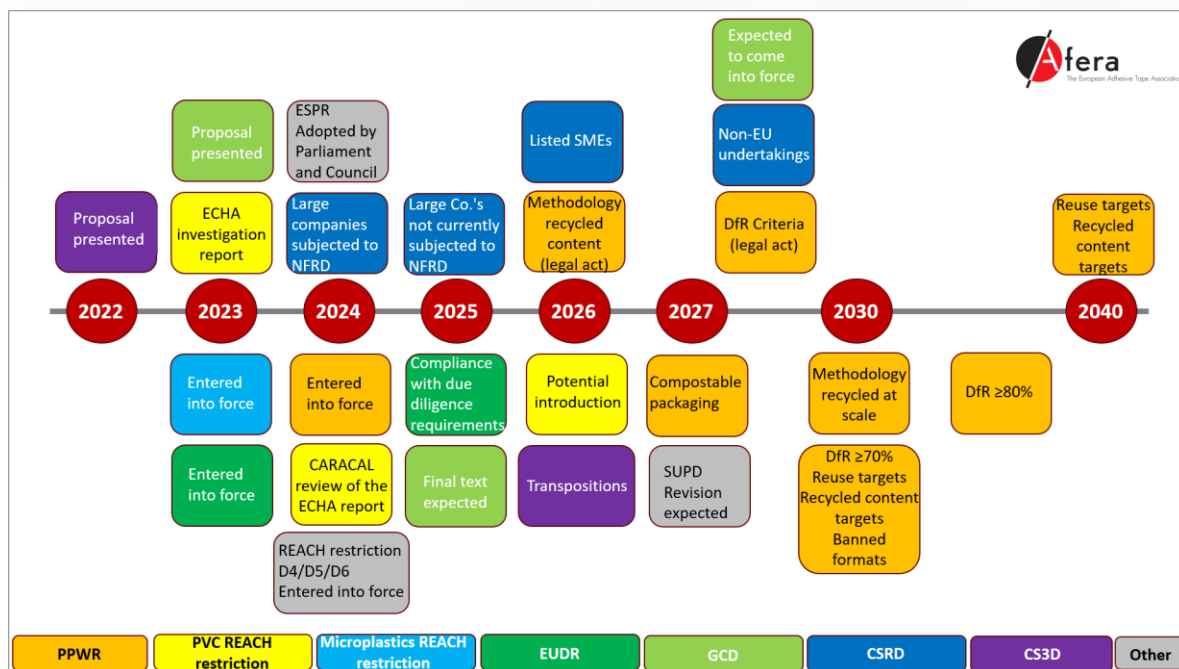 Afera
The European Adhesive Tape Association
Expected
to come
into force
Proposal
presented
ESPR
Adopted by
Parliament
and Council
Listed SMEs
Non-EU
undertakings
Proposal
presented
ECHA
investigation
report
Large
companies
subjected to
NFRD
Large Co.'s
not currently
subjected to
NFRD
Methodology
recycled
content
(legal act)
DfR Criteria
(legal act)
Reuse targets
Recycled
content
targets
2022
2023
2024
2025
2026
2027
2030
2040
Entered
into force
Entered
into force
Compliance
with due
diligence
requirements
Potential
introduction
Compostable
packaging
Methodology
recycled at
scale
DfR ≥80%
Entered
into force
CARACAL
review of the
ECHA report
Final text
expected
Transpositions
SUPD
Revision
expected
DfR ≥70%
Reuse targets
Recycled content
targets
Banned
formats
REACH restriction
D4/D5/D6
Entered into force
PPWR
PVC REACH
restriction
Microplastics REACH
restriction
EUDR
GCD
CSRD
CS3D
Other